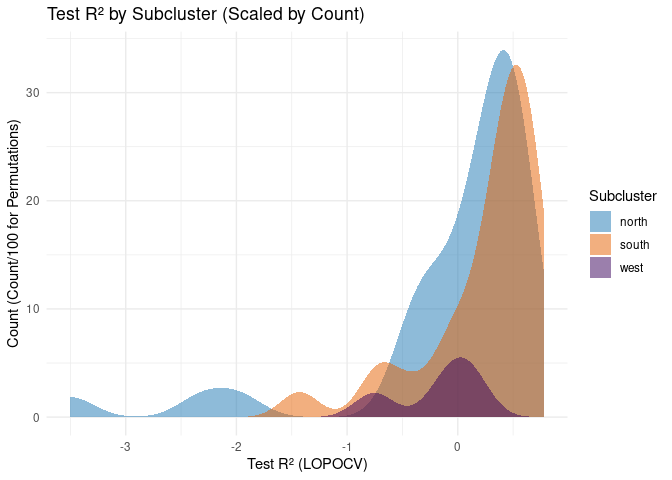 Test R² by Subcluster (Scaled by Count)
Count (Count/100 for Permutations)
30
20
10
0
-3
-2
-1
0
Test R² (LOPOCV)
Subcluster
north
south
west